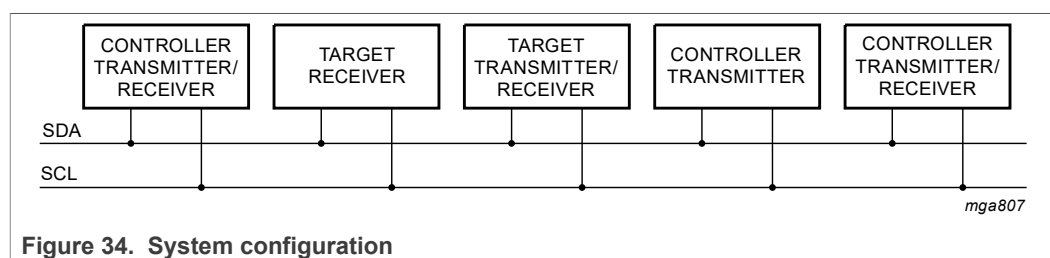 CONTROLLER
TRANSMITTER/
RECEIVER
TARGET
RECEIVER
TARGET
TRANSMITTER/
RECEIVER
CONTROLLER
TRANSMITTER
CONTROLLER
TRANSMITTER/
RECEIVER
SDA
SCL
mga807
Figure 34. System configuration